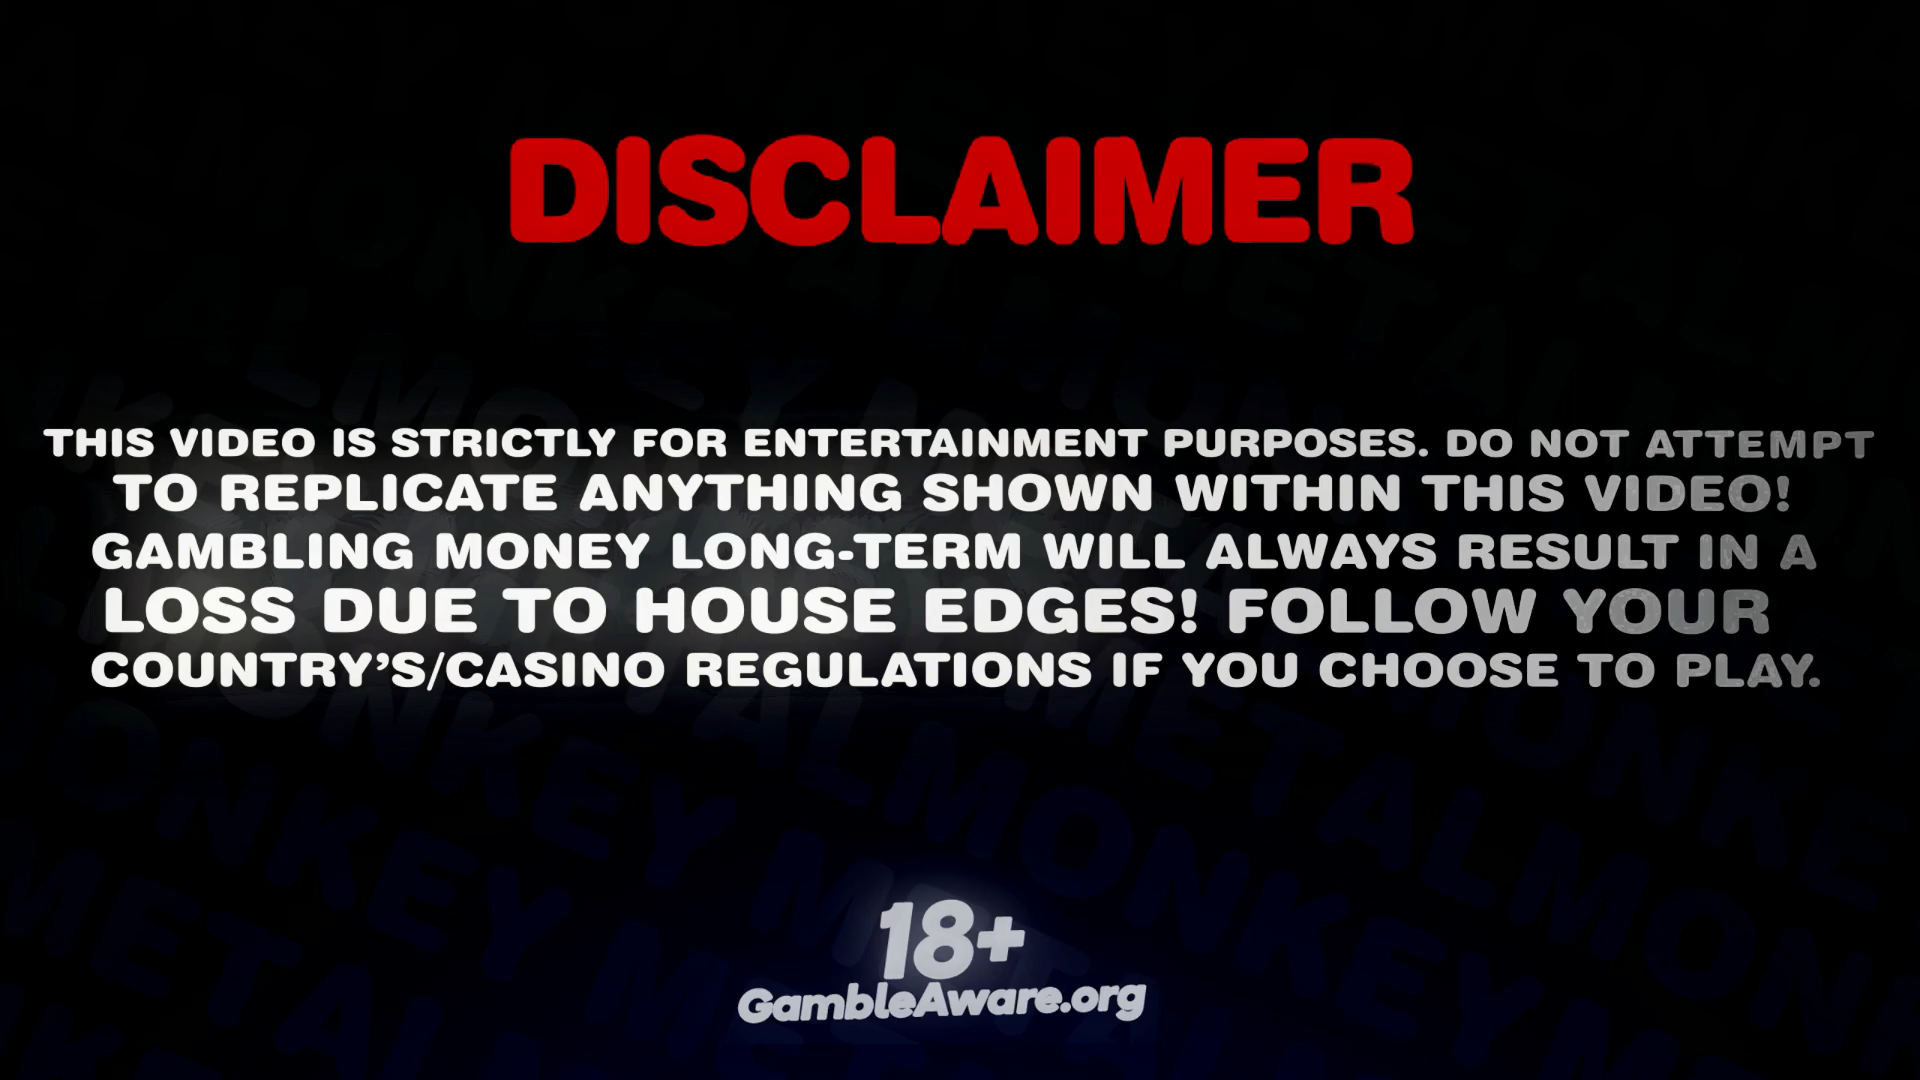 DISCLAIMER
THIS VIDEO IS STRICTLY FOR ENTERTAINMENT PURPOSES. DO NOT ATTEMPT
TO REPLICATE ANYTHING SHOWN WITHIN THIS VIDEO!
GAMBLING MONEY LONG-TERM WILL ALWAYS RESULT IN A
LOSS DUE TO HOUSE EDGES! FOLLOW YOUR
COUNTRY'S/CASINO REGULATIONS IF YOU CHOOSE TO PLAY.
18+
GambleAware.org